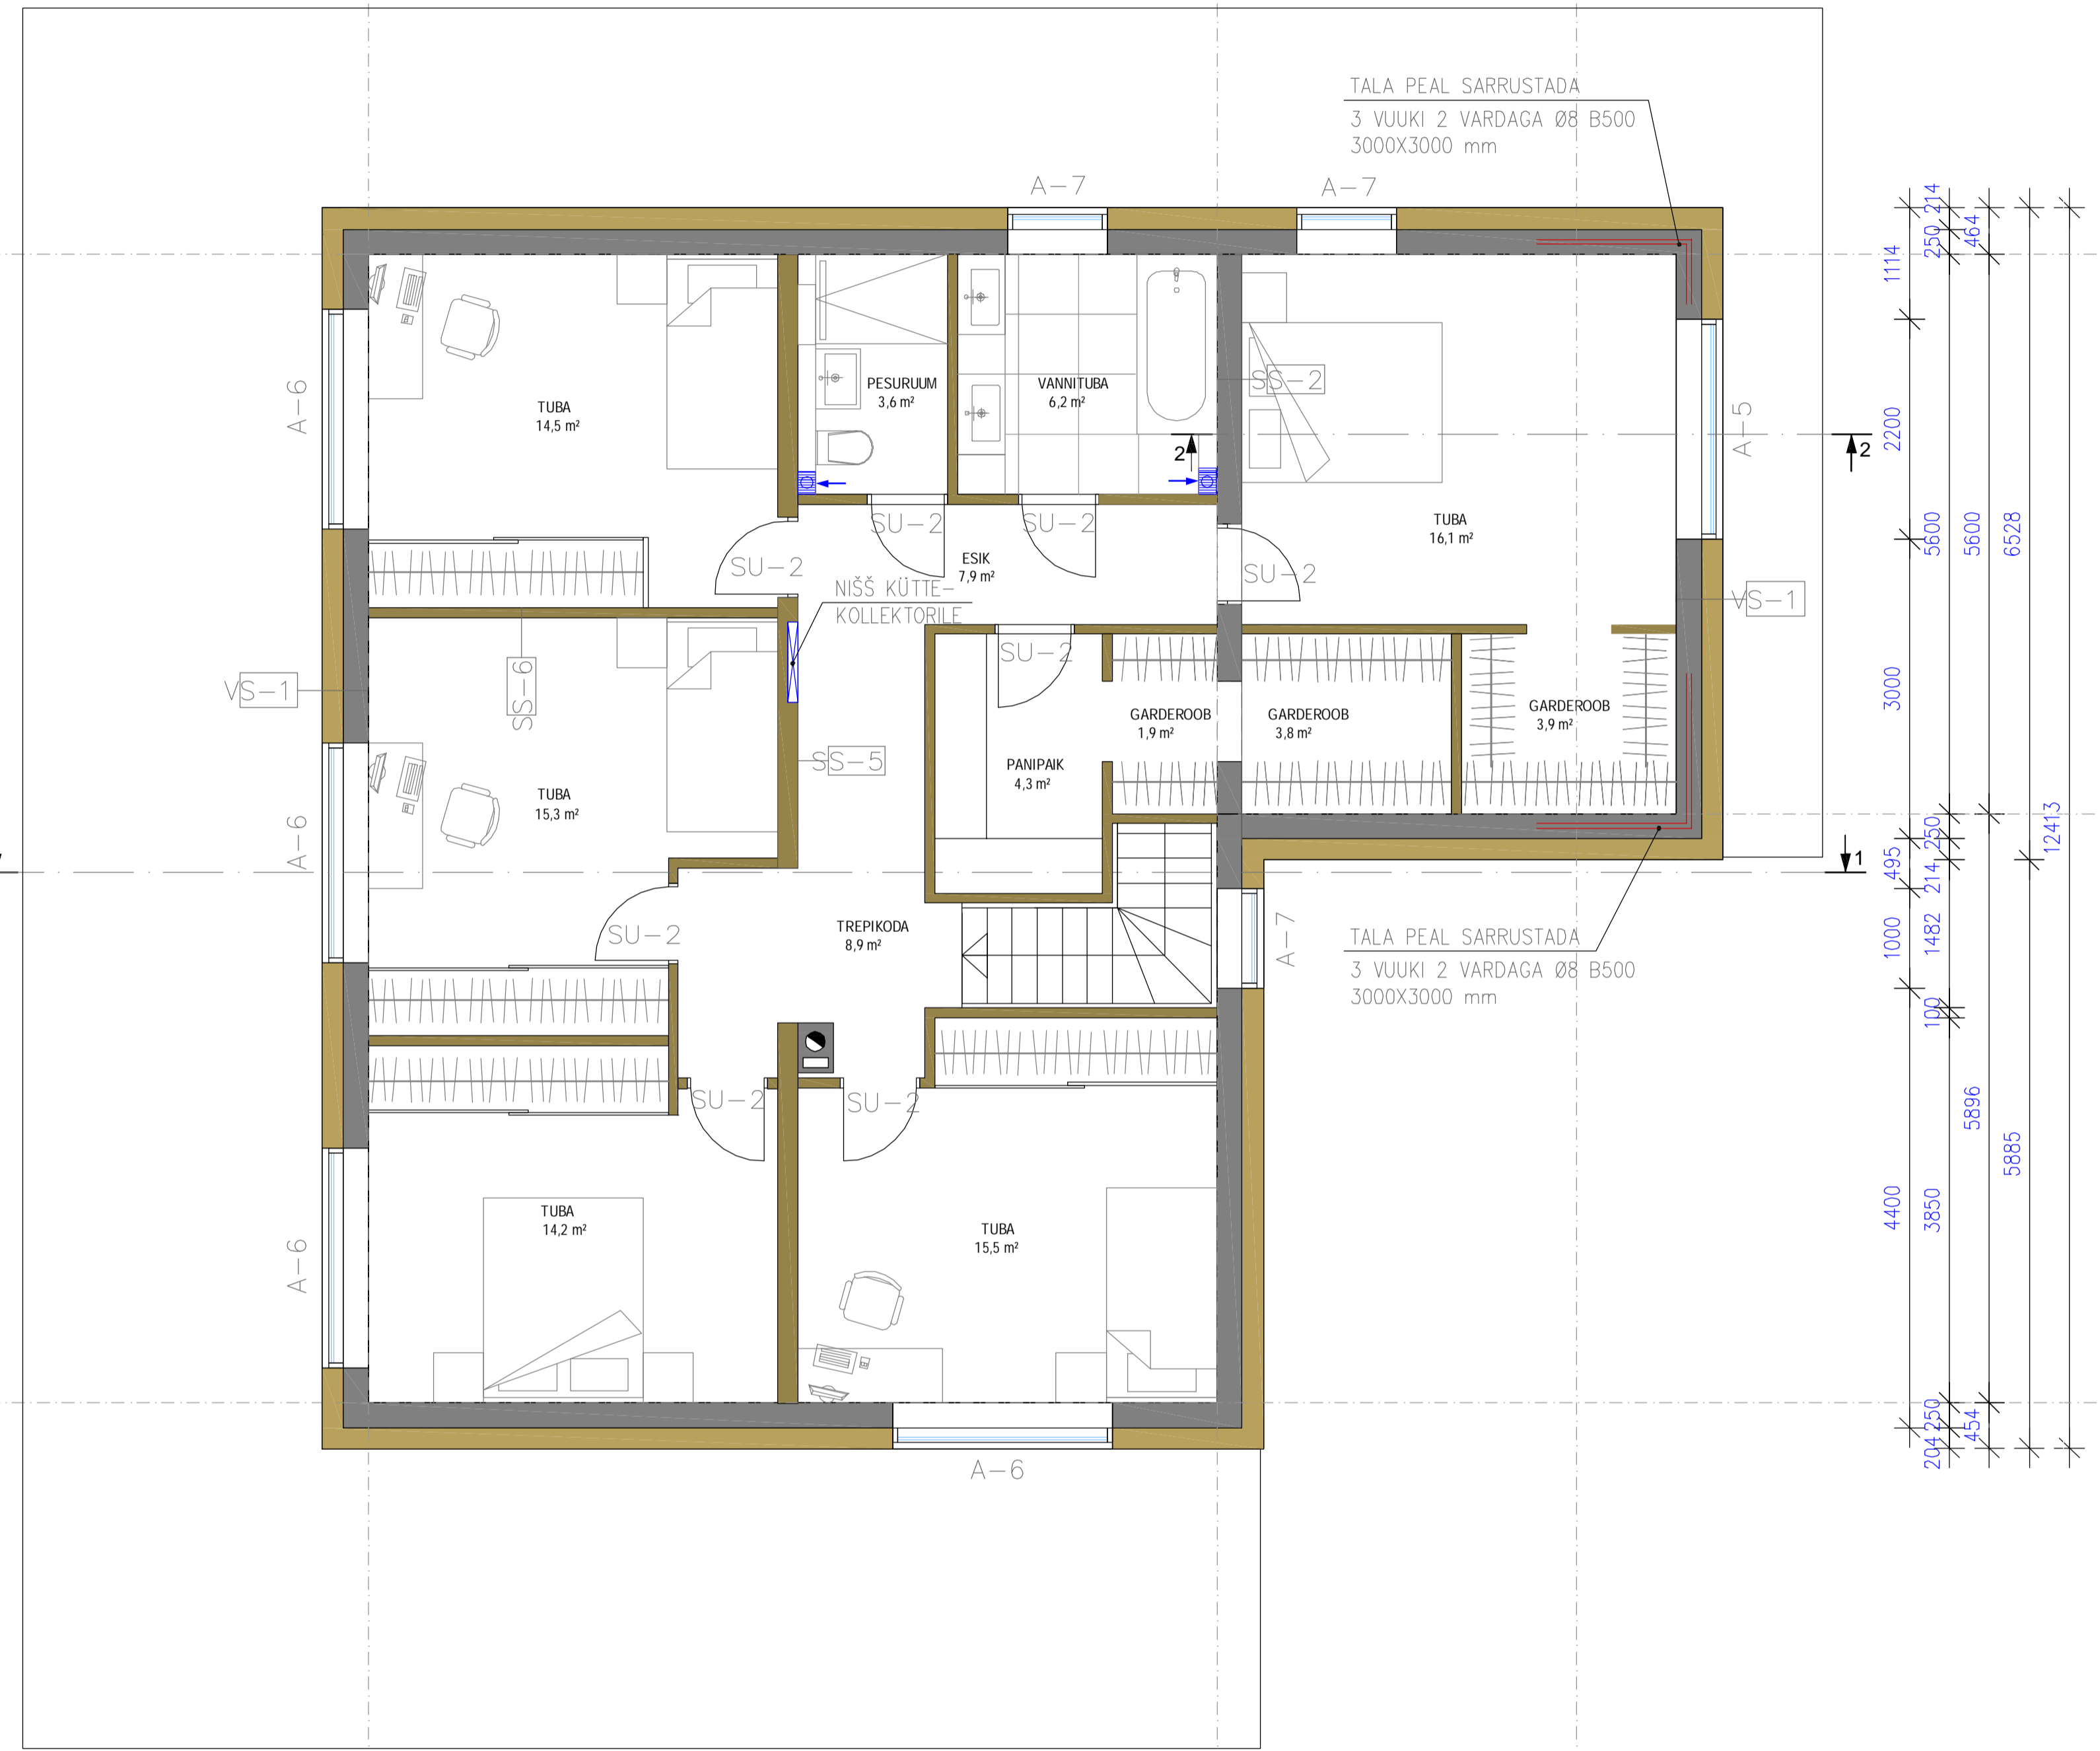 TALA PEAL SARRUSTADA
3 VUUKI 2 VARDAGA Ø8 B500
3000X3000 mm
A-7
A-7
A-6
TUBA
14,5 m²
PESURUUM
3,6 m²
VANNITUBA
6,2 m²
SS-2
A-5
2
2
TUBA
16,1 m²
SU-2
SU-2
SU-2
SU-2
ESIK
7,9 m²
NIŠŠ KÜTTE-
KOLLEKTORILE
VS-1
SU-2
VS-1
SS-6
GARDEROOB
1,9 m²
GARDEROOB
3,8 m²
GARDEROOB
3,9 m²
SS-5
PANIPAIK
4,3 m²
TUBA
15,3 m²
A-6
1
SU-2
TREPIKODA
8,9 m²
A-7
TALA PEAL SARRUSTADA
3 VUUKI 2 VARDAGA Ø8 B500
3000X3000 mm
SU-2
SU-2
TUBA
14,2 m²
TUBA
15,5 m²
A-6
A-6
1114
2200
3000
495
1000
4400
214
250
5600
250
214
1482
100
3850
250
204
464
5600
5896
454
6528
5885
12413